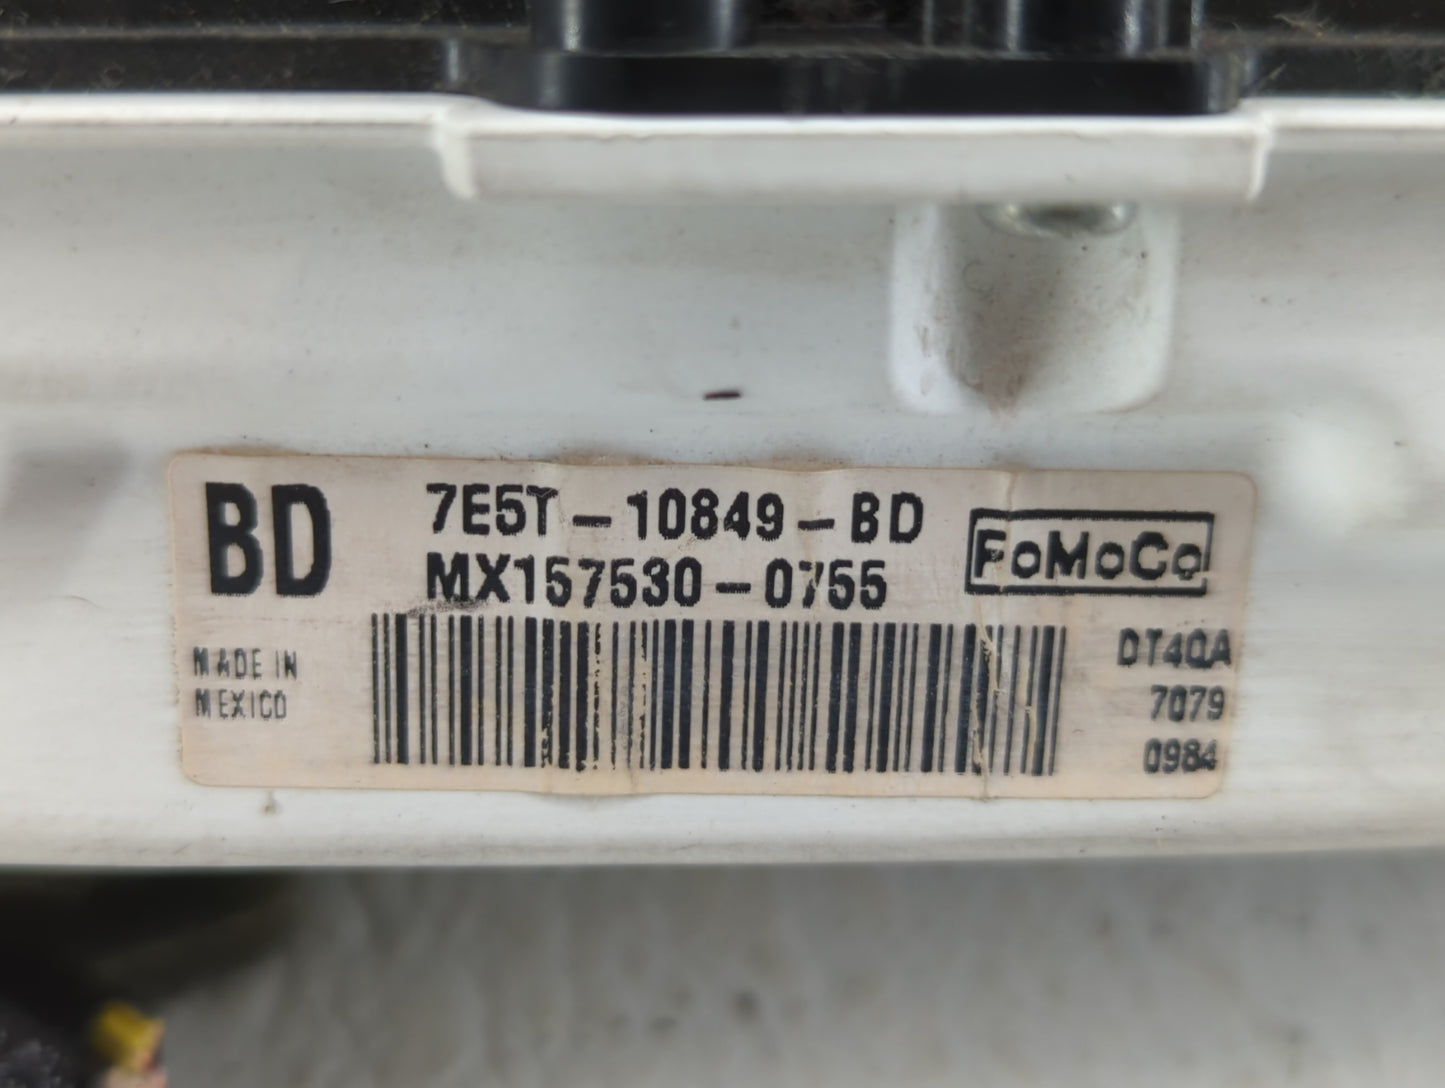 BD
7E5T-10849-BD
MX157530-0755
FoMoCo
MADE IN
MEXICO
DT4QA
7079
0984